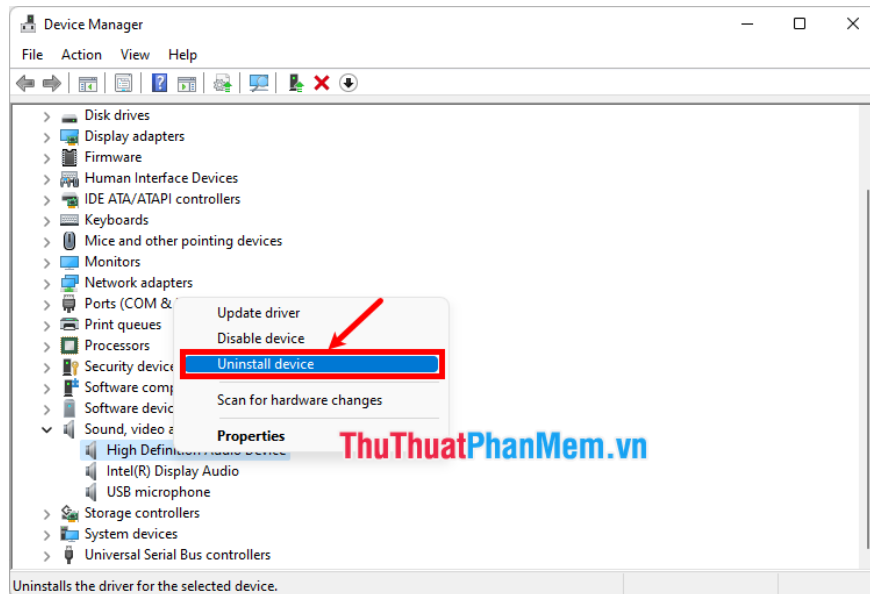 Device Manager
File Action View Help
Disk drives
Display adapters
Firmware
Human Interface Devices
IDE ATA/ATAPI controllers
Keyboards
Mice and other pointing devices
Monitors
Network adapters
Ports (COM &
Print queues
Processors
Security device
Software comp
Software devic
Sound, video a
High Definition Audio Device
Intel(R) Display Audio
USB microphone
Storage controllers
System devices
Universal Serial Bus controllers
Update driver
Disable device
Uninstall device
Scan for hardware changes
Properties
ThuThuatPhanMem.vn
Uninstalls the driver for the selected device.